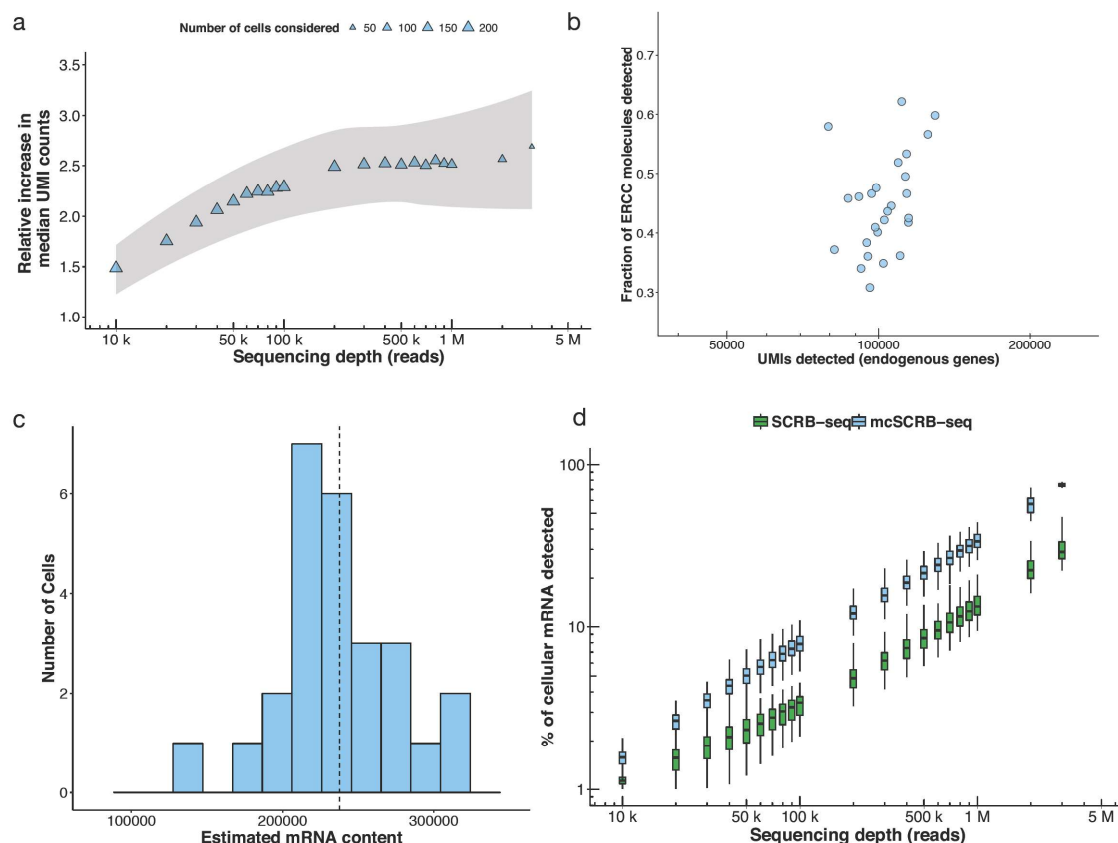 a
Number of cells considered 50 100 150 200
3.5
3.0
2.5
2.0
1.5
1.0
Relative increase in
median UMI counts
10 k 50 k 100 k 500 k 1 M 5 M
Sequencing depth (reads)
b
0.7
0.6
0.5
0.4
0.3
Fraction of ERCC molecules detected
50000 100000 200000
UMIs detected (endogenous genes)
c
6
4
2
0
Number of Cells
100000 200000 300000
Estimated mRNA content
d
SCRB-seq mcSCRB-seq
100
10
1
% of cellular mRNA detected
10 k 50 k 100 k 500 k 1 M 5 M
Sequencing depth (reads)